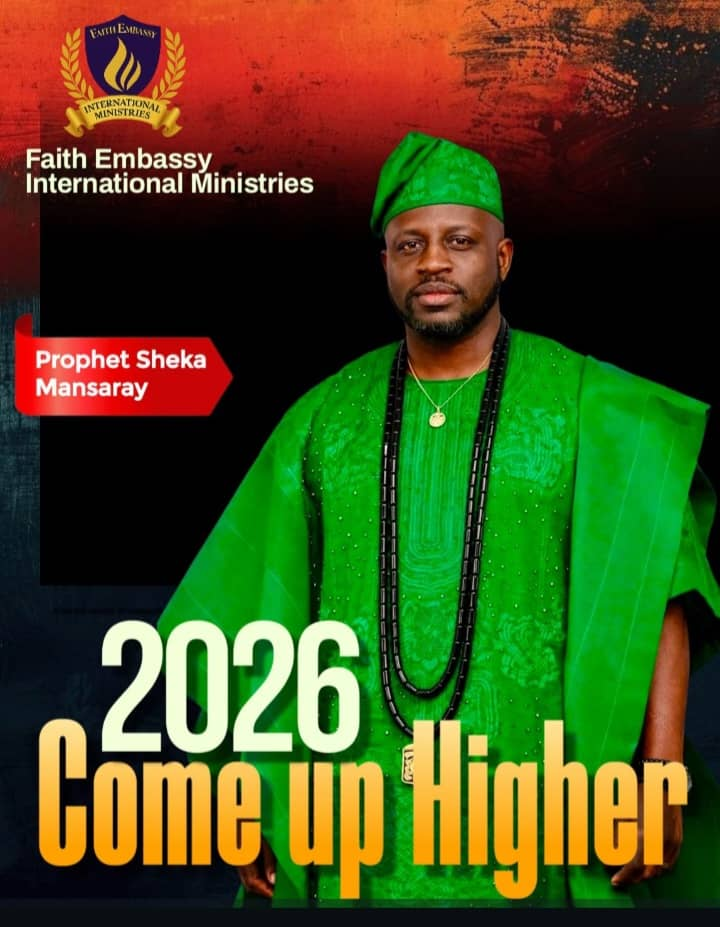 FAITH EMBASSY
INTERNATIONAL
MINISTRIES
Faith Embassy
International Ministries
Prophet Sheka
Mansaray
2026
Come up Higher